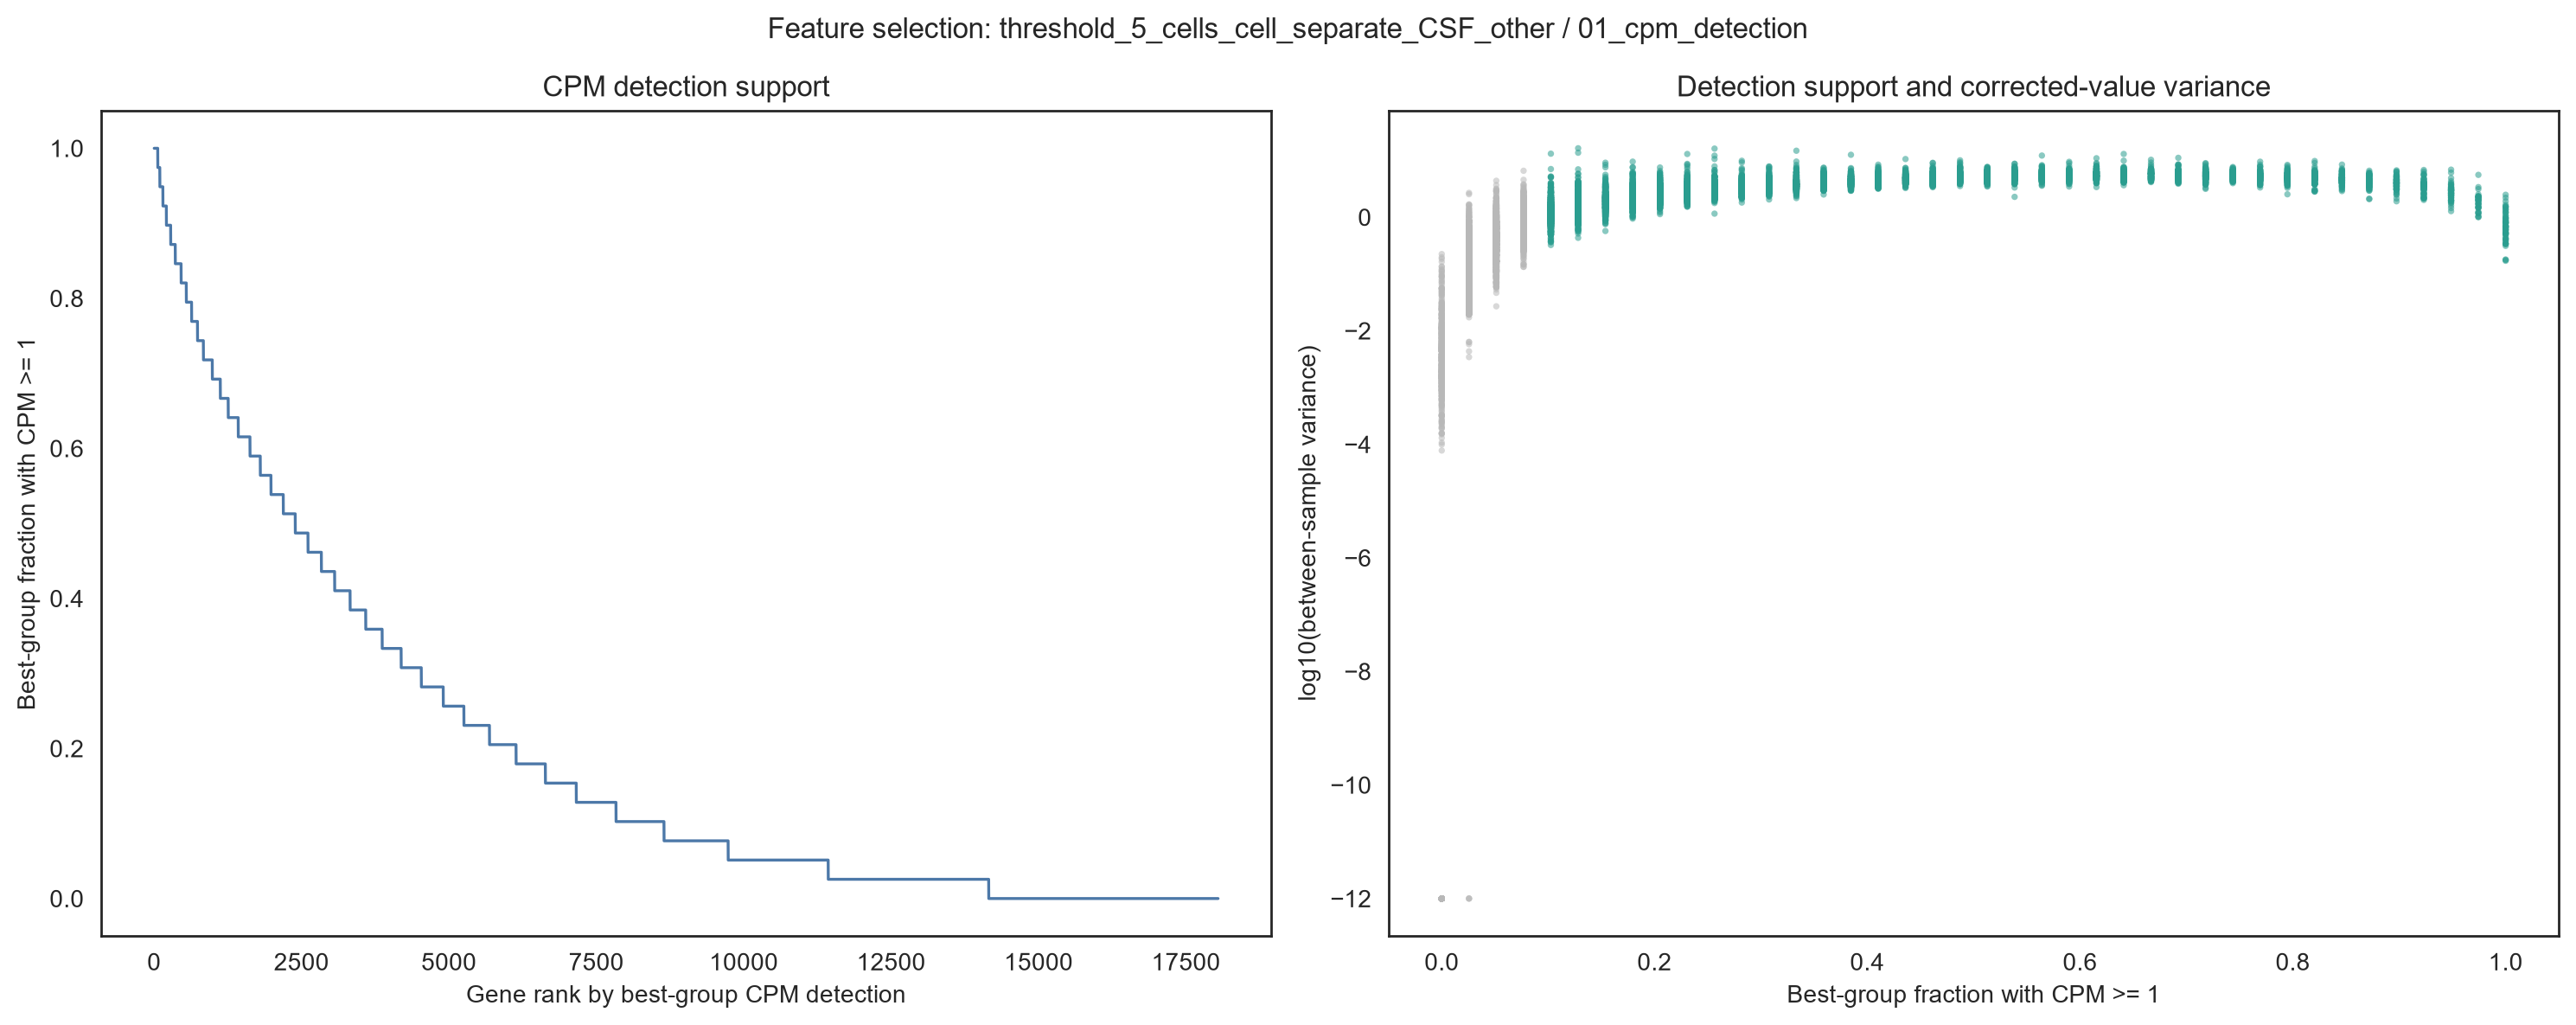 Feature selection: threshold_5_cells_cell_separate_CSF_other / 01_cpm_detection
CPM detection support
Best-group fraction with CPM >= 1
1.0
0.8
0.6
0.4
0.2
0.0
0 2500 5000 7500 10000 12500 15000 17500
Gene rank by best-group CPM detection
Detection support and corrected-value variance
log10(between-sample variance)
0
−2
−4
−6
−8
−10
−12
0.0 0.2 0.4 0.6 0.8 1.0
Best-group fraction with CPM >= 1